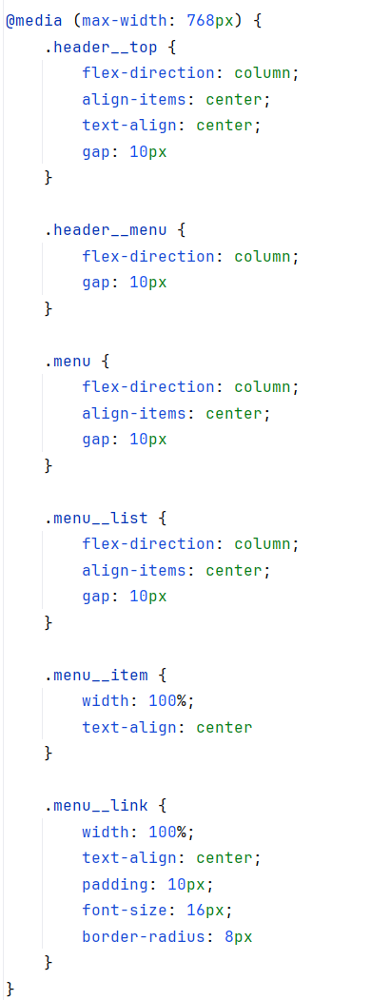 @media (max-width: 768px) {
    .header__top {
        flex-direction: column;
        align-items: center;
        text-align: center;
        gap: 10px
    }

    .header__menu {
        flex-direction: column;
        gap: 10px
    }

    .menu {
        flex-direction: column;
        align-items: center;
        gap: 10px
    }

    .menu__list {
        flex-direction: column;
        align-items: center;
        gap: 10px
    }

    .menu__item {
        width: 100%;
        text-align: center
    }

    .menu__link {
        width: 100%;
        text-align: center;
        padding: 10px;
        font-size: 16px;
        border-radius: 8px
    }
}